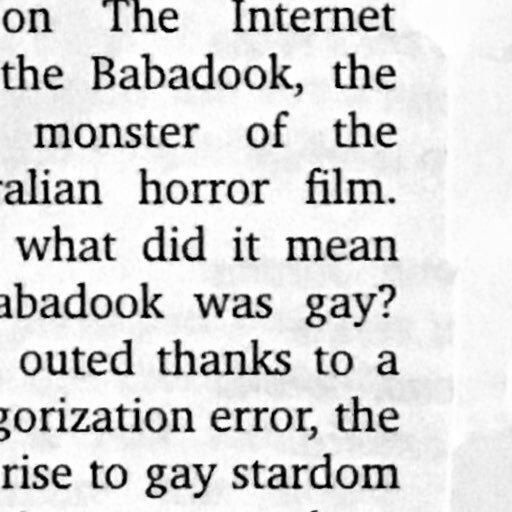 on The Internet
the Babadook, the
monster of the
alian horror film.
what did it mean
abadook was gay?
outed thanks to a
gorization error, the
rise to gay stardom